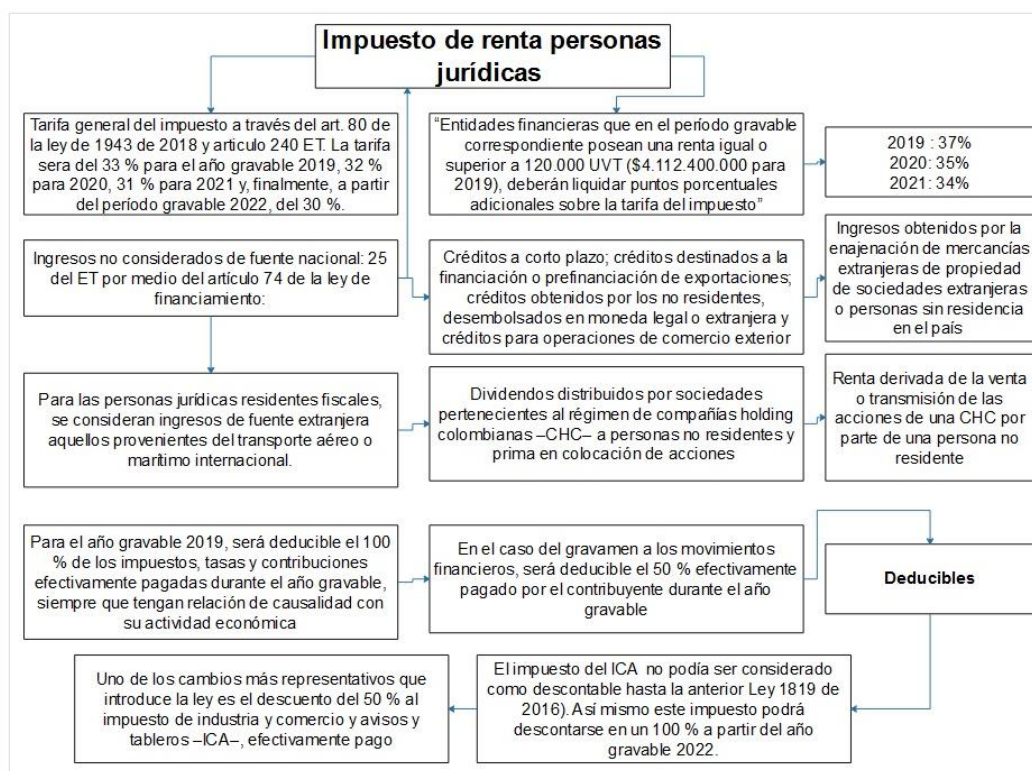 Impuesto de renta personas
jurídicas
Tarifa general del impuesto a través del art. 80 de
la ley de 1943 de 2018 y articulo 240 ET. La tarifa
sera del 33 % para el año gravable 2019, 32 %
para 2020, 31 % para 2021 y, finalmente, a partir
del período gravable 2022, del 30 %.
“Entidades financieras que en el período gravable
correspondiente posean una renta igual o
superior a 120.000 UVT ($4.112.400.000 para
2019), deberán liquidar puntos porcentuales
adicionales sobre la tarifa del impuesto”
2019 : 37%
2020: 35%
2021: 34%
Ingresos no considerados de fuente nacional: 25
del ET por medio del artículo 74 de la ley de
financiamiento:
Créditos a corto plazo; créditos destinados a la
financiación o prefinanciación de exportaciones;
créditos obtenidos por los no residentes,
desembolsados en moneda legal o extranjera y
créditos para operaciones de comercio exterior
Ingresos obtenidos por la
enajenación de mercancías
extranjeras de propiedad
de sociedades extranjeras
o personas sin residencia
en el país
Para las personas jurídicas residentes fiscales,
se consideran ingresos de fuente extranjera
aquellos provenientes del transporte aéreo o
marítimo internacional.
Dividendos distribuidos por sociedades
pertenecientes al régimen de compañías holding
colombianas –CHC– a personas no residentes y
prima en colocación de acciones
Renta derivada de la venta
o transmisión de las
acciones de una CHC por
parte de una persona no
residente
Para el año gravable 2019, será deducible el 100
% de los impuestos, tasas y contribuciones
efectivamente pagadas durante el año gravable,
siempre que tengan relación de causalidad con
su actividad económica
En el caso del gravamen a los movimientos
financieros, será deducible el 50 % efectivamente
pagado por el contribuyente durante el año
gravable
Deducibles
Uno de los cambios más representativos que
introduce la ley es el descuento del 50 % al
impuesto de industria y comercio y avisos y
tableros –ICA–, efectivamente pago
El impuesto del ICA no podía ser considerado
como descontable hasta la anterior Ley 1819 de
2016). Así mismo este impuesto podrá
descontarse en un 100 % a partir del año
gravable 2022.